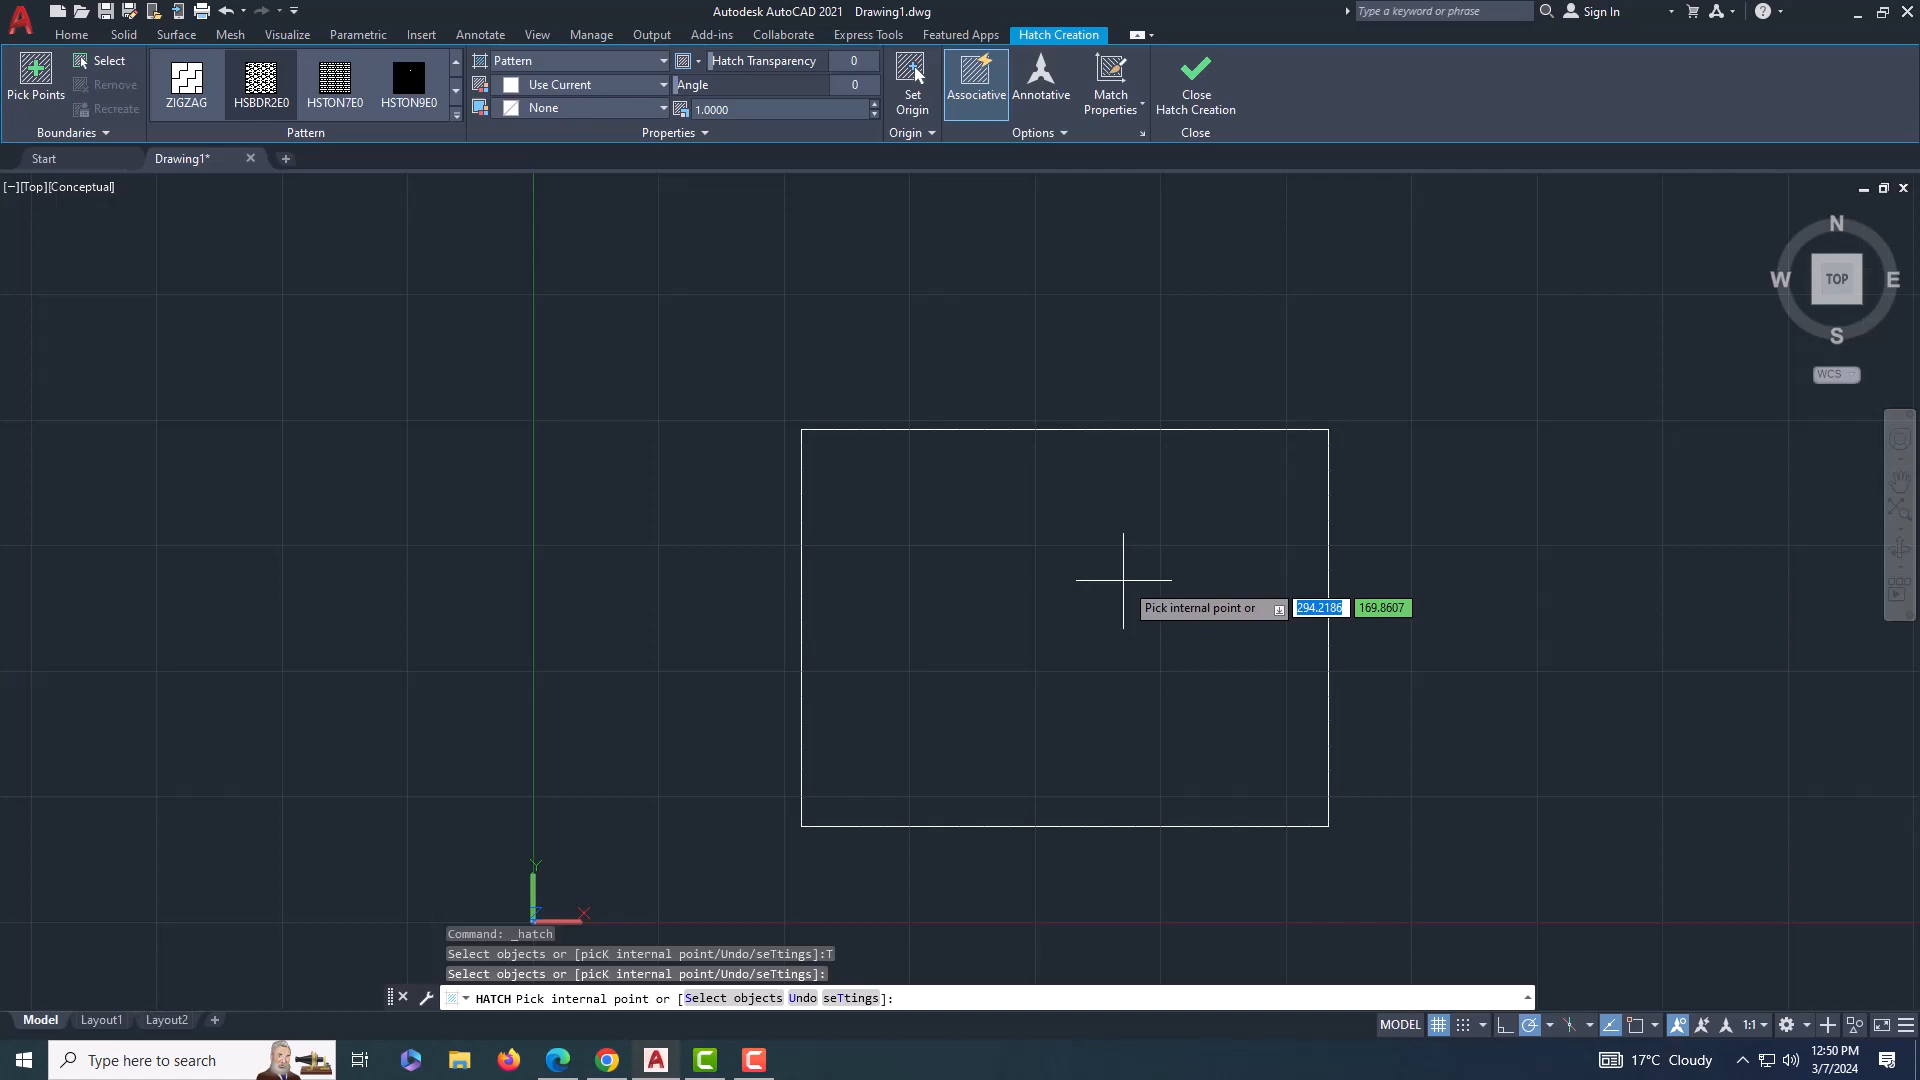 Autodesk AutoCAD 2021 Drawing1.dwg
Type a keyword or phrase
Sign In
Home Solid Surface Mesh Visualize Parametric Insert Annotate View Manage Output Add-ins Collaborate Express Tools Featured Apps Hatch Creation
Pick Points
Select
Remove
Recreate
Boundaries
ZIGZAG
HSBDR2E0
HSTON7E0
HSTON9E0
Pattern
Pattern
Use Current
None
Hatch Transparency 0
Angle 0
1.0000
Properties
Set
Origin
Origin
Associative
Annotative
Match
Properties
Options
Close
Hatch Creation
Close
Start
Drawing1*
[−][Top][Conceptual]
N
W TOP E
S
WCS
Pick internal point or 294.2186 169.8607
Y
X
Command: _hatch
Select objects or [picK internal point/Undo/seTtings]:T
Select objects or [picK internal point/Undo/seTtings]:
HATCH Pick internal point or [Select objects Undo seTtings]:
Model Layout1 Layout2
MODEL
1:1
Type here to search
17°C Cloudy
12:50 PM
3/7/2024